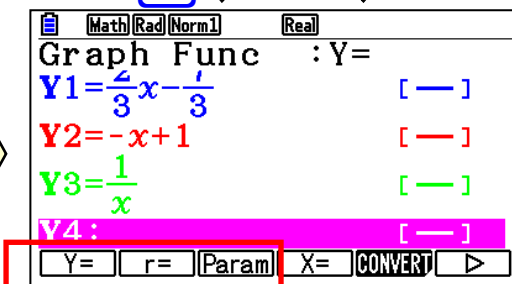 Math Rad Norm1 Real
Graph Func :Y=
Y1=2/3x-7/3 [—]
Y2=-x+1 [—]
Y3=1/x [—]
Y4: [—]
Y= r= Param X= CONVERT ▷